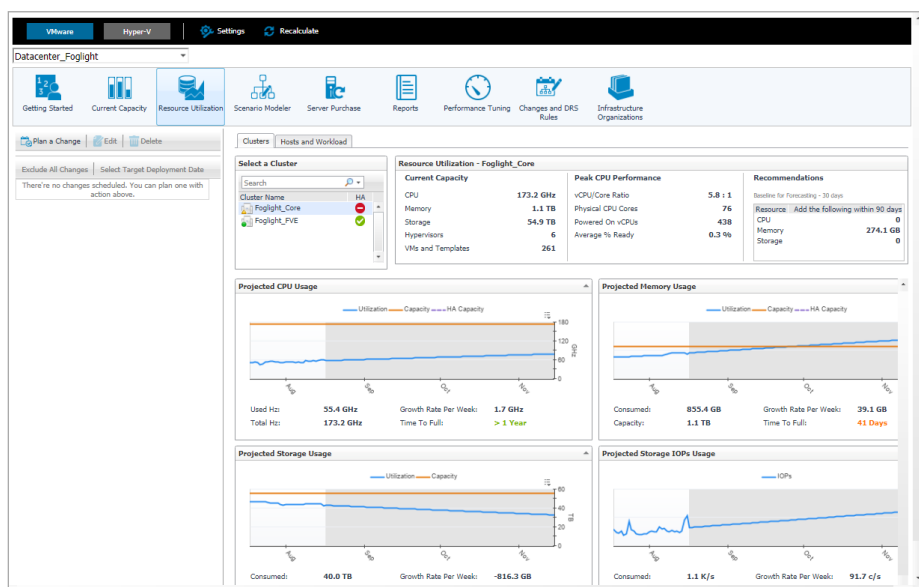 VMware Hyper-V Settings Recalculate
Datacenter_Foglight
Getting Started Current Capacity Resource Utilization Scenario Modeler Server Purchase Reports Performance Tuning Changes and DRS Rules Infrastructure Organizations
Plan a Change Edit Delete
Exclude All Changes Select Target Deployment Date
There're no changes scheduled. You can plan one with
action above.
Clusters Hosts and Workload
Select a Cluster
Search
Cluster Name HA
Foglight_Core
Foglight_FVE
Resource Utilization - Foglight_Core
Current Capacity
CPU 173.2 GHz
Memory 1.1 TB
Storage 54.9 TB
Hypervisors 6
VMs and Templates 261
Peak CPU Performance
vCPU/Core Ratio 5.8 : 1
Physical CPU Cores 76
Powered On vCPUs 438
Average % Ready 0.3 %
Recommendations
Baseline for Forecasting - 30 days
Resource Add the following within 90 days
CPU 0
Memory 274.1 GB
Storage 0
Projected CPU Usage
Utilization Capacity HA Capacity
180
120
60
0
GHz
Aug Sep Oct Nov
Used Hz: 55.4 GHz Growth Rate Per Week: 1.7 GHz
Total Hz: 173.2 GHz Time To Full: > 1 Year
Projected Memory Usage
Utilization Capacity HA Capacity
Aug Sep Oct Nov
Consumed: 855.4 GB Growth Rate Per Week: 39.1 GB
Capacity: 1.1 TB Time To Full: 41 Days
Projected Storage Usage
Utilization Capacity
60
40
20
0
TB
Aug Sep Oct Nov
Consumed: 40.0 TB Growth Rate Per Week: -816.3 GB
Projected Storage IOPs Usage
IOPs
Aug Sep Oct Nov
Consumed: 1.1 K/s Growth Rate Per Week: 91.7 c/s